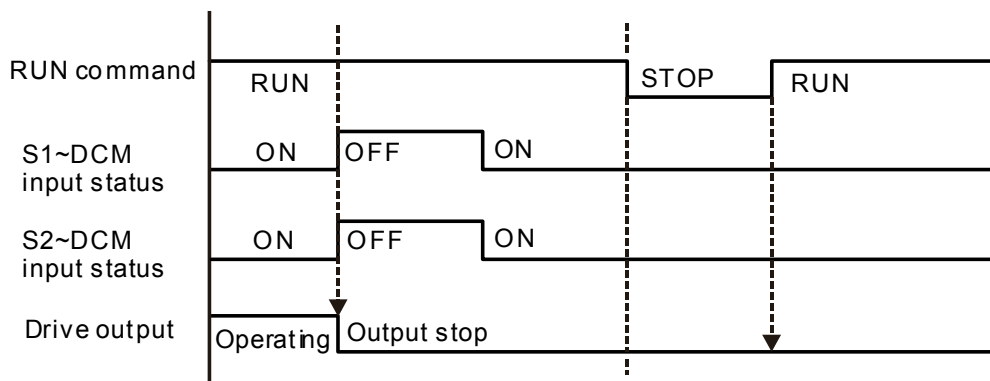 RUN command
RUN
STOP
RUN
S1~DCM
input status
ON
OFF
ON
S2~DCM
input status
ON
OFF
ON
Drive output
Operating
Output stop